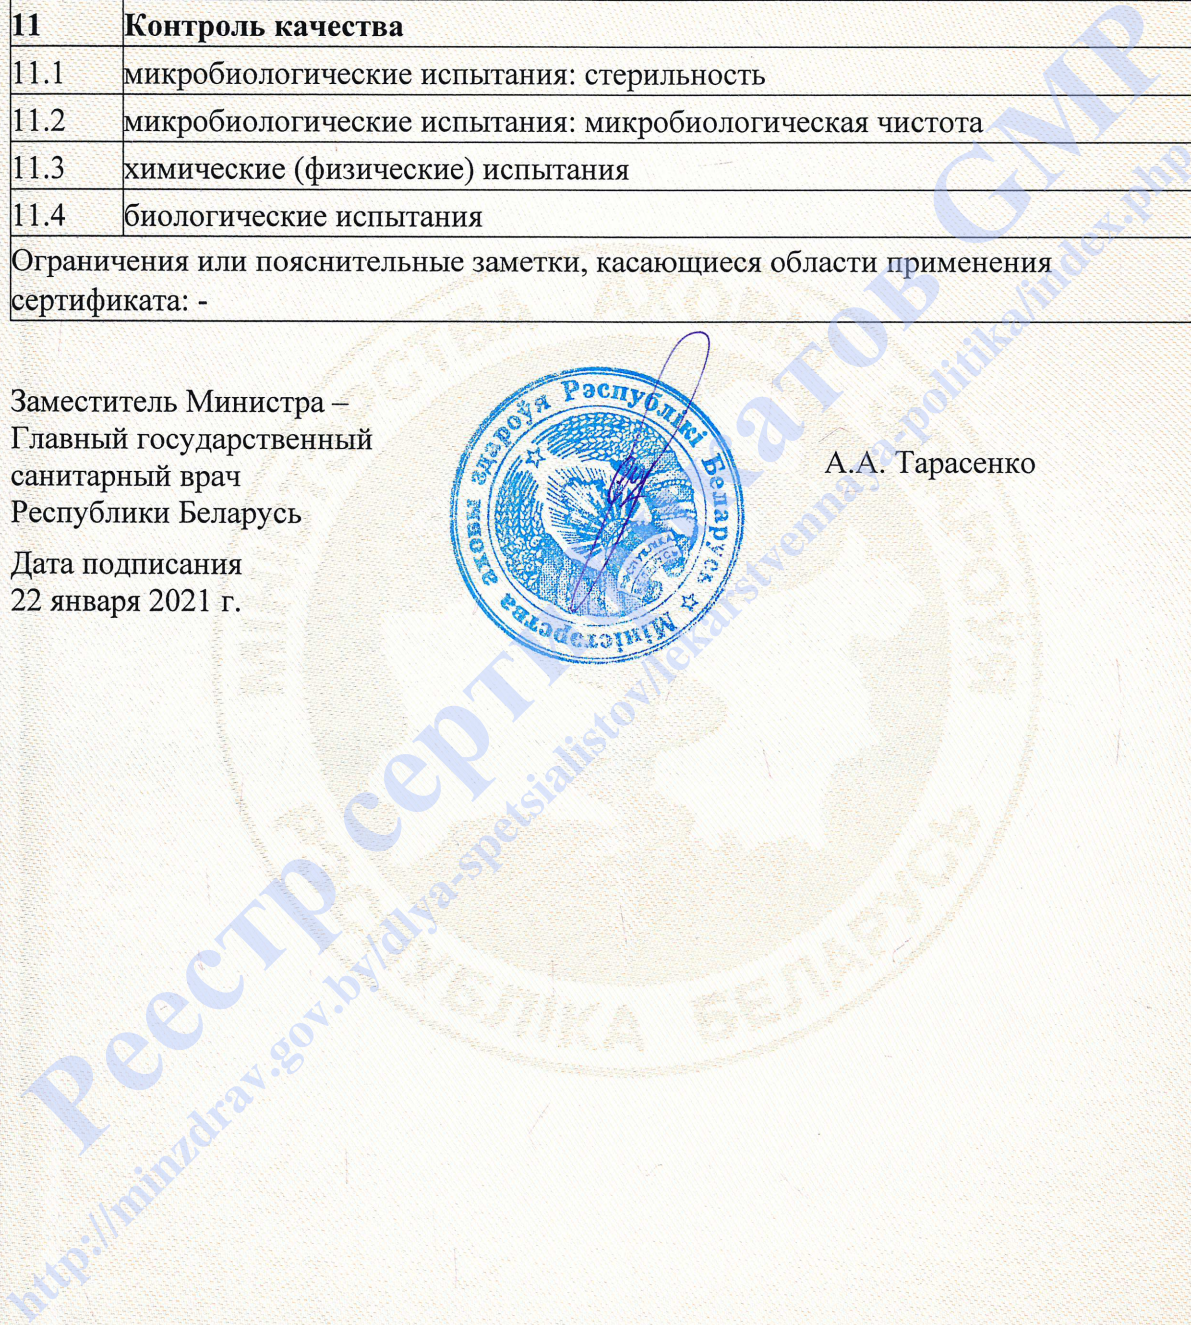 11 Контроль качества
11.1 микробиологические испытания: стерильность
11.2 микробиологические испытания: микробиологическая чистота
11.3 химические (физические) испытания
11.4 биологические испытания
Ограничения или пояснительные заметки, касающиеся области применения
сертификата: -
Заместитель Министра –
Главный государственный
санитарный врач
Республики Беларусь
А.А. Тарасенко
Дата подписания
22 января 2021 г.
Міністэрства аховы здароўя Рэспублікі Беларусь
РЭСПУБЛІКА
БЕЛАРУСЬ
Реестр сертификатов GMP
http://minzdrav.gov.by/dlya-spetsialistov/lekarstvennaya-politika/index.php
БЕЛАРУСЬ